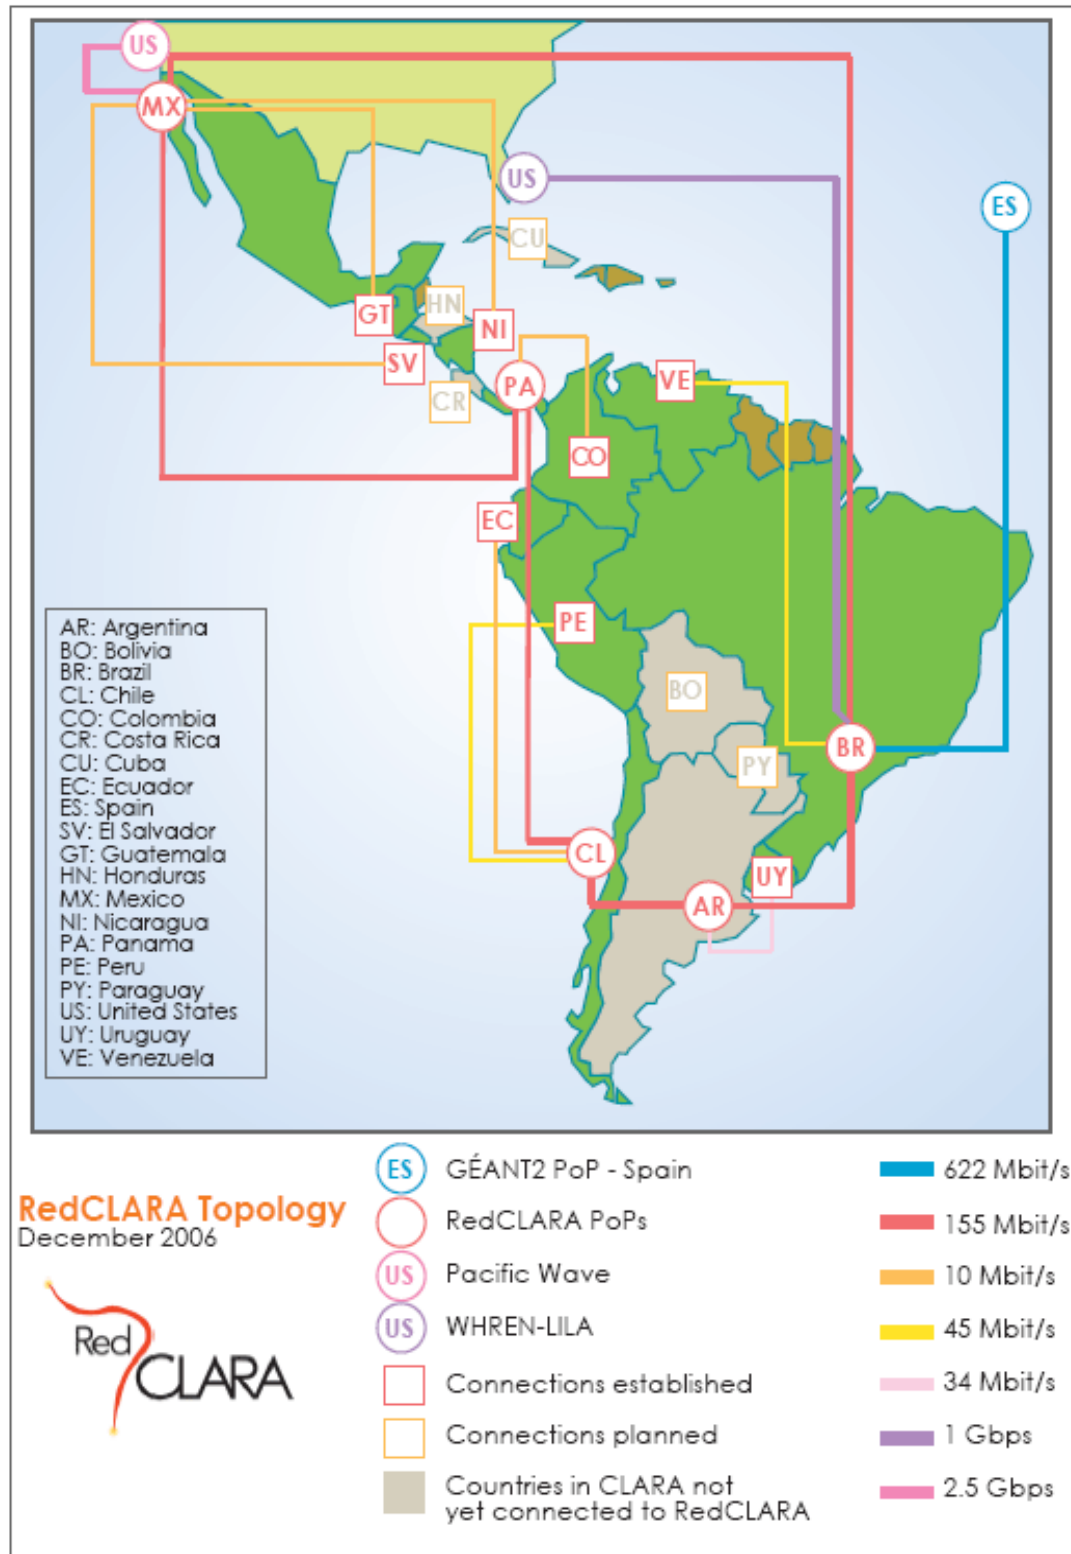 US
MX
US
ES
CU
HN
GT
NI
SV
PA
VE
CR
CO
EC
PE
BO
BR
PY
CL
UY
AR
AR: Argentina
BO: Bolivia
BR: Brazil
CL: Chile
CO: Colombia
CR: Costa Rica
CU: Cuba
EC: Ecuador
ES: Spain
SV: El Salvador
GT: Guatemala
HN: Honduras
MX: Mexico
NI: Nicaragua
PA: Panama
PE: Peru
PY: Paraguay
US: United States
UY: Uruguay
VE: Venezuela
RedCLARA Topology
December 2006
Red
CLARA
ES GÉANT2 PoP - Spain
RedCLARA PoPs
US Pacific Wave
US WHREN-LILA
Connections established
Connections planned
Countries in CLARA not
yet connected to RedCLARA
622 Mbit/s
155 Mbit/s
10 Mbit/s
45 Mbit/s
34 Mbit/s
1 Gbps
2.5 Gbps